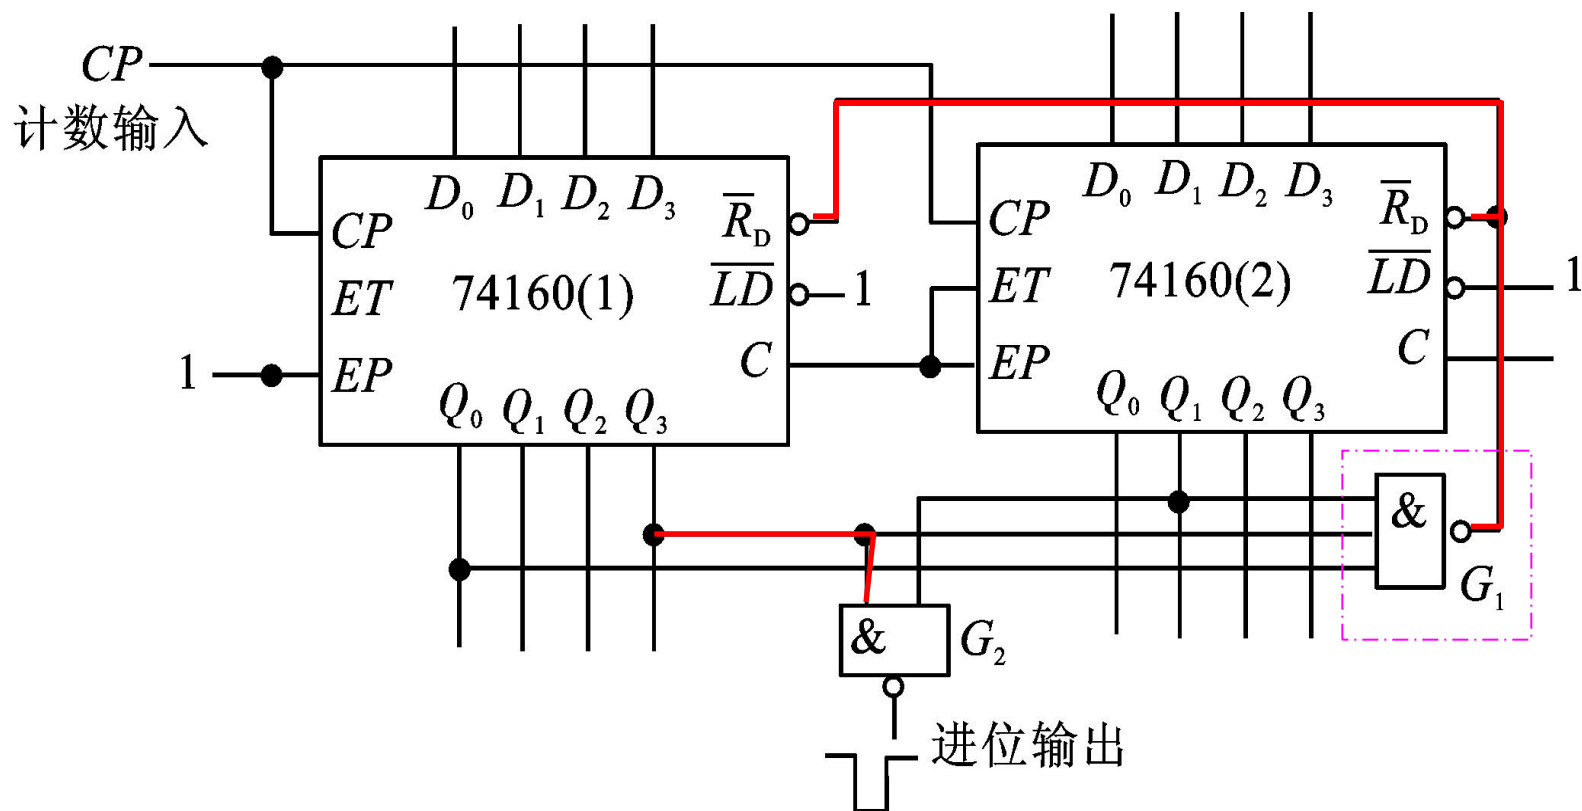 CP
计数输入
D₀ D₁ D₂ D₃
CP
R̅_D
ET
74160(1)
L̅D̅
1
1
EP
C
Q₀ Q₁ Q₂ Q₃
D₀ D₁ D₂ D₃
CP
R̅_D
ET
74160(2)
L̅D̅
1
EP
C
Q₀ Q₁ Q₂ Q₃
&
G₁
&
G₂
进位输出